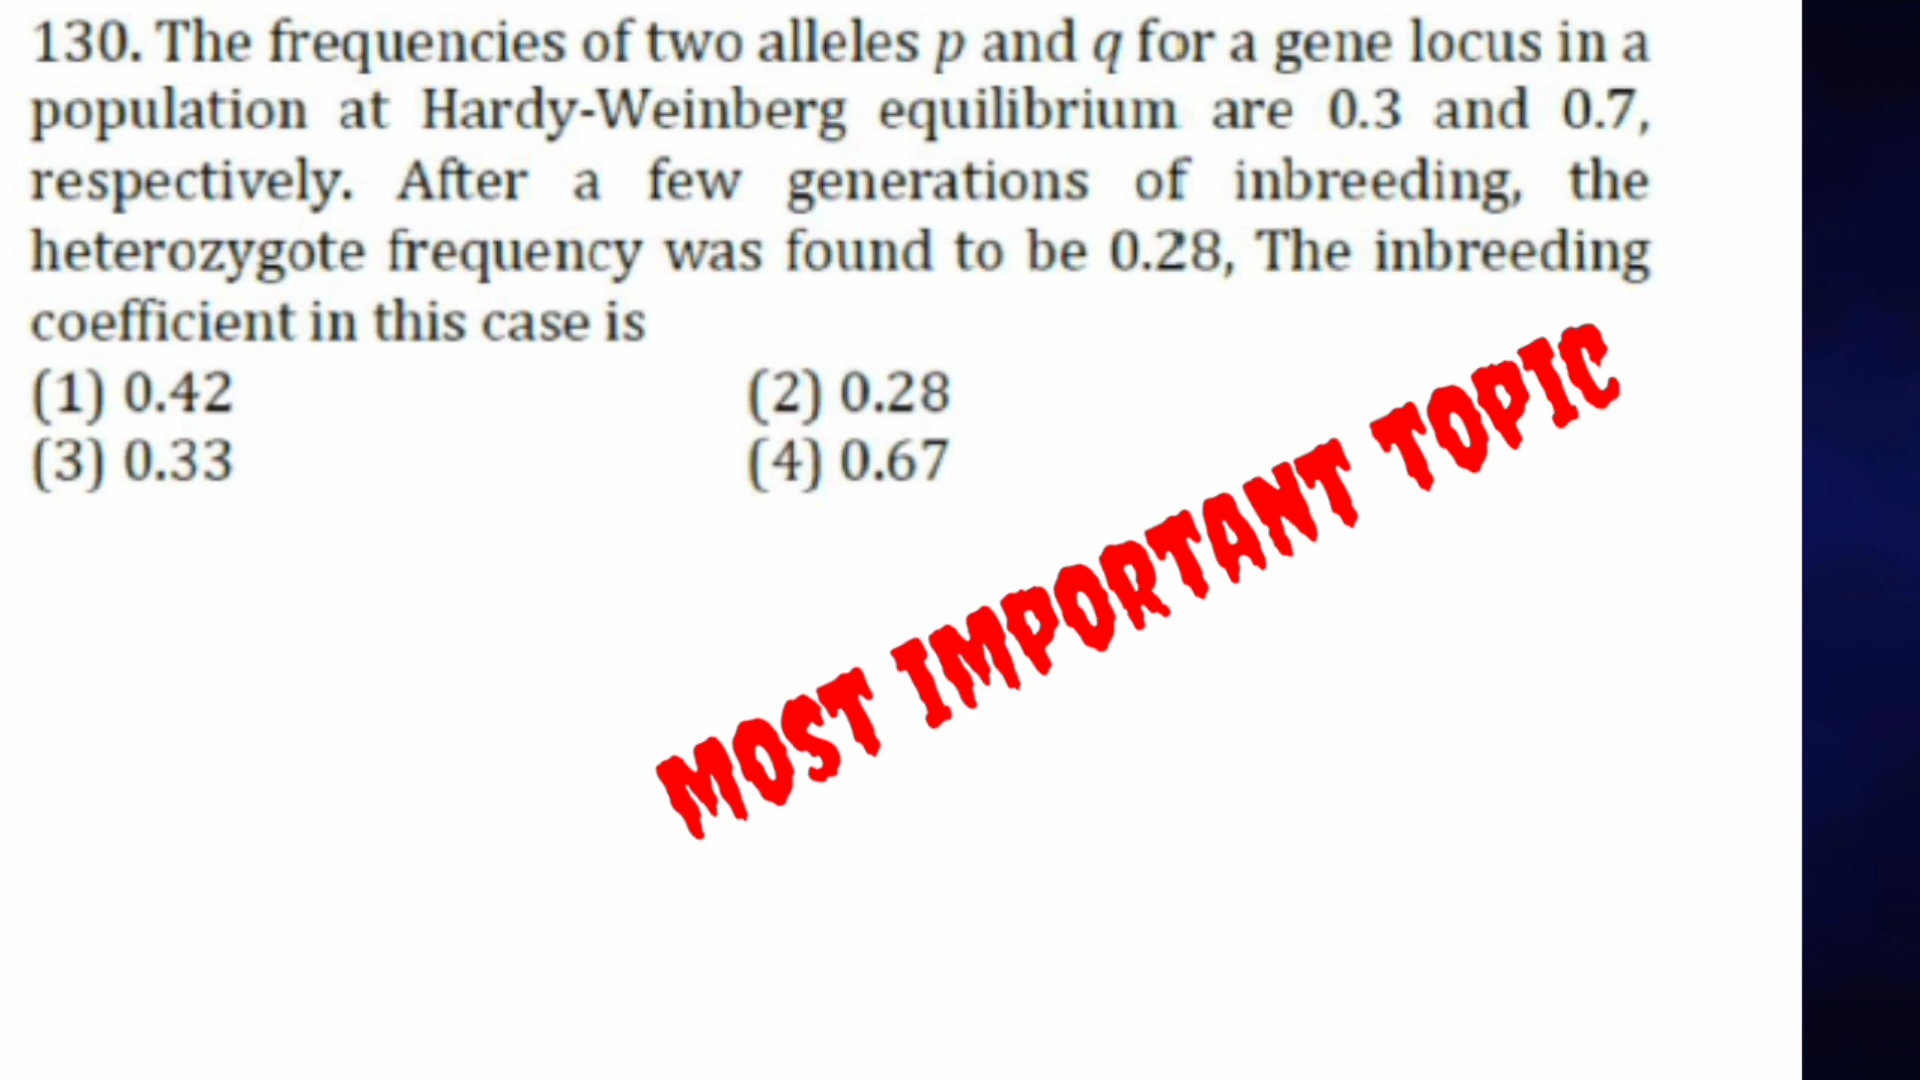 130. The frequencies of two alleles p and q for a gene locus in a
population at Hardy-Weinberg equilibrium are 0.3 and 0.7,
respectively. After a few generations of inbreeding, the
heterozygote frequency was found to be 0.28, The inbreeding
coefficient in this case is
(1) 0.42 (2) 0.28
(3) 0.33 (4) 0.67
MOST IMPORTANT TOPIC